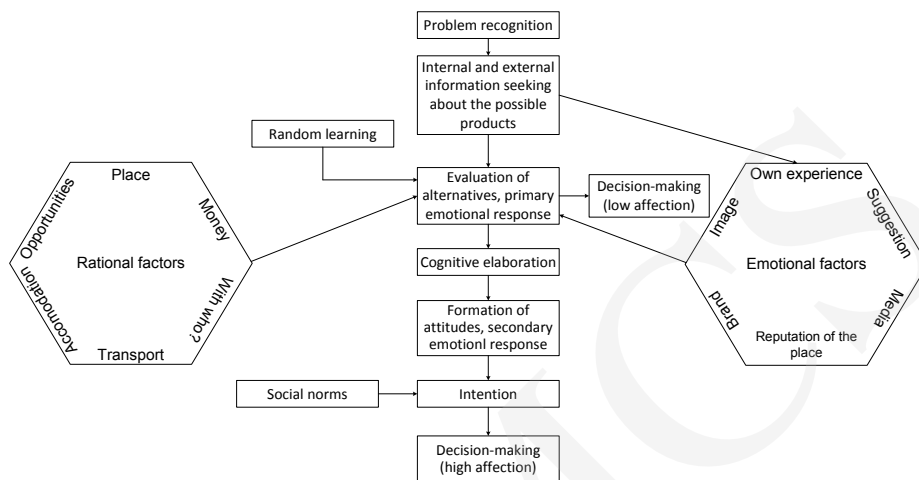 Problem recognition
Internal and external
information seeking
about the possible
products
Random learning
Evaluation of
alternatives, primary
emotional response
Decision-making
(low affection)
Cognitive elaboration
Formation of
attitudes, secondary
emotionl response
Social norms
Intention
Decision-making
(high affection)
Place
Money
With who?
Transport
Accomodation
Opportunities
Rational factors
Own experience
Suggestion
Media
Reputation of the
place
Brand
Image
Emotional factors
MCS